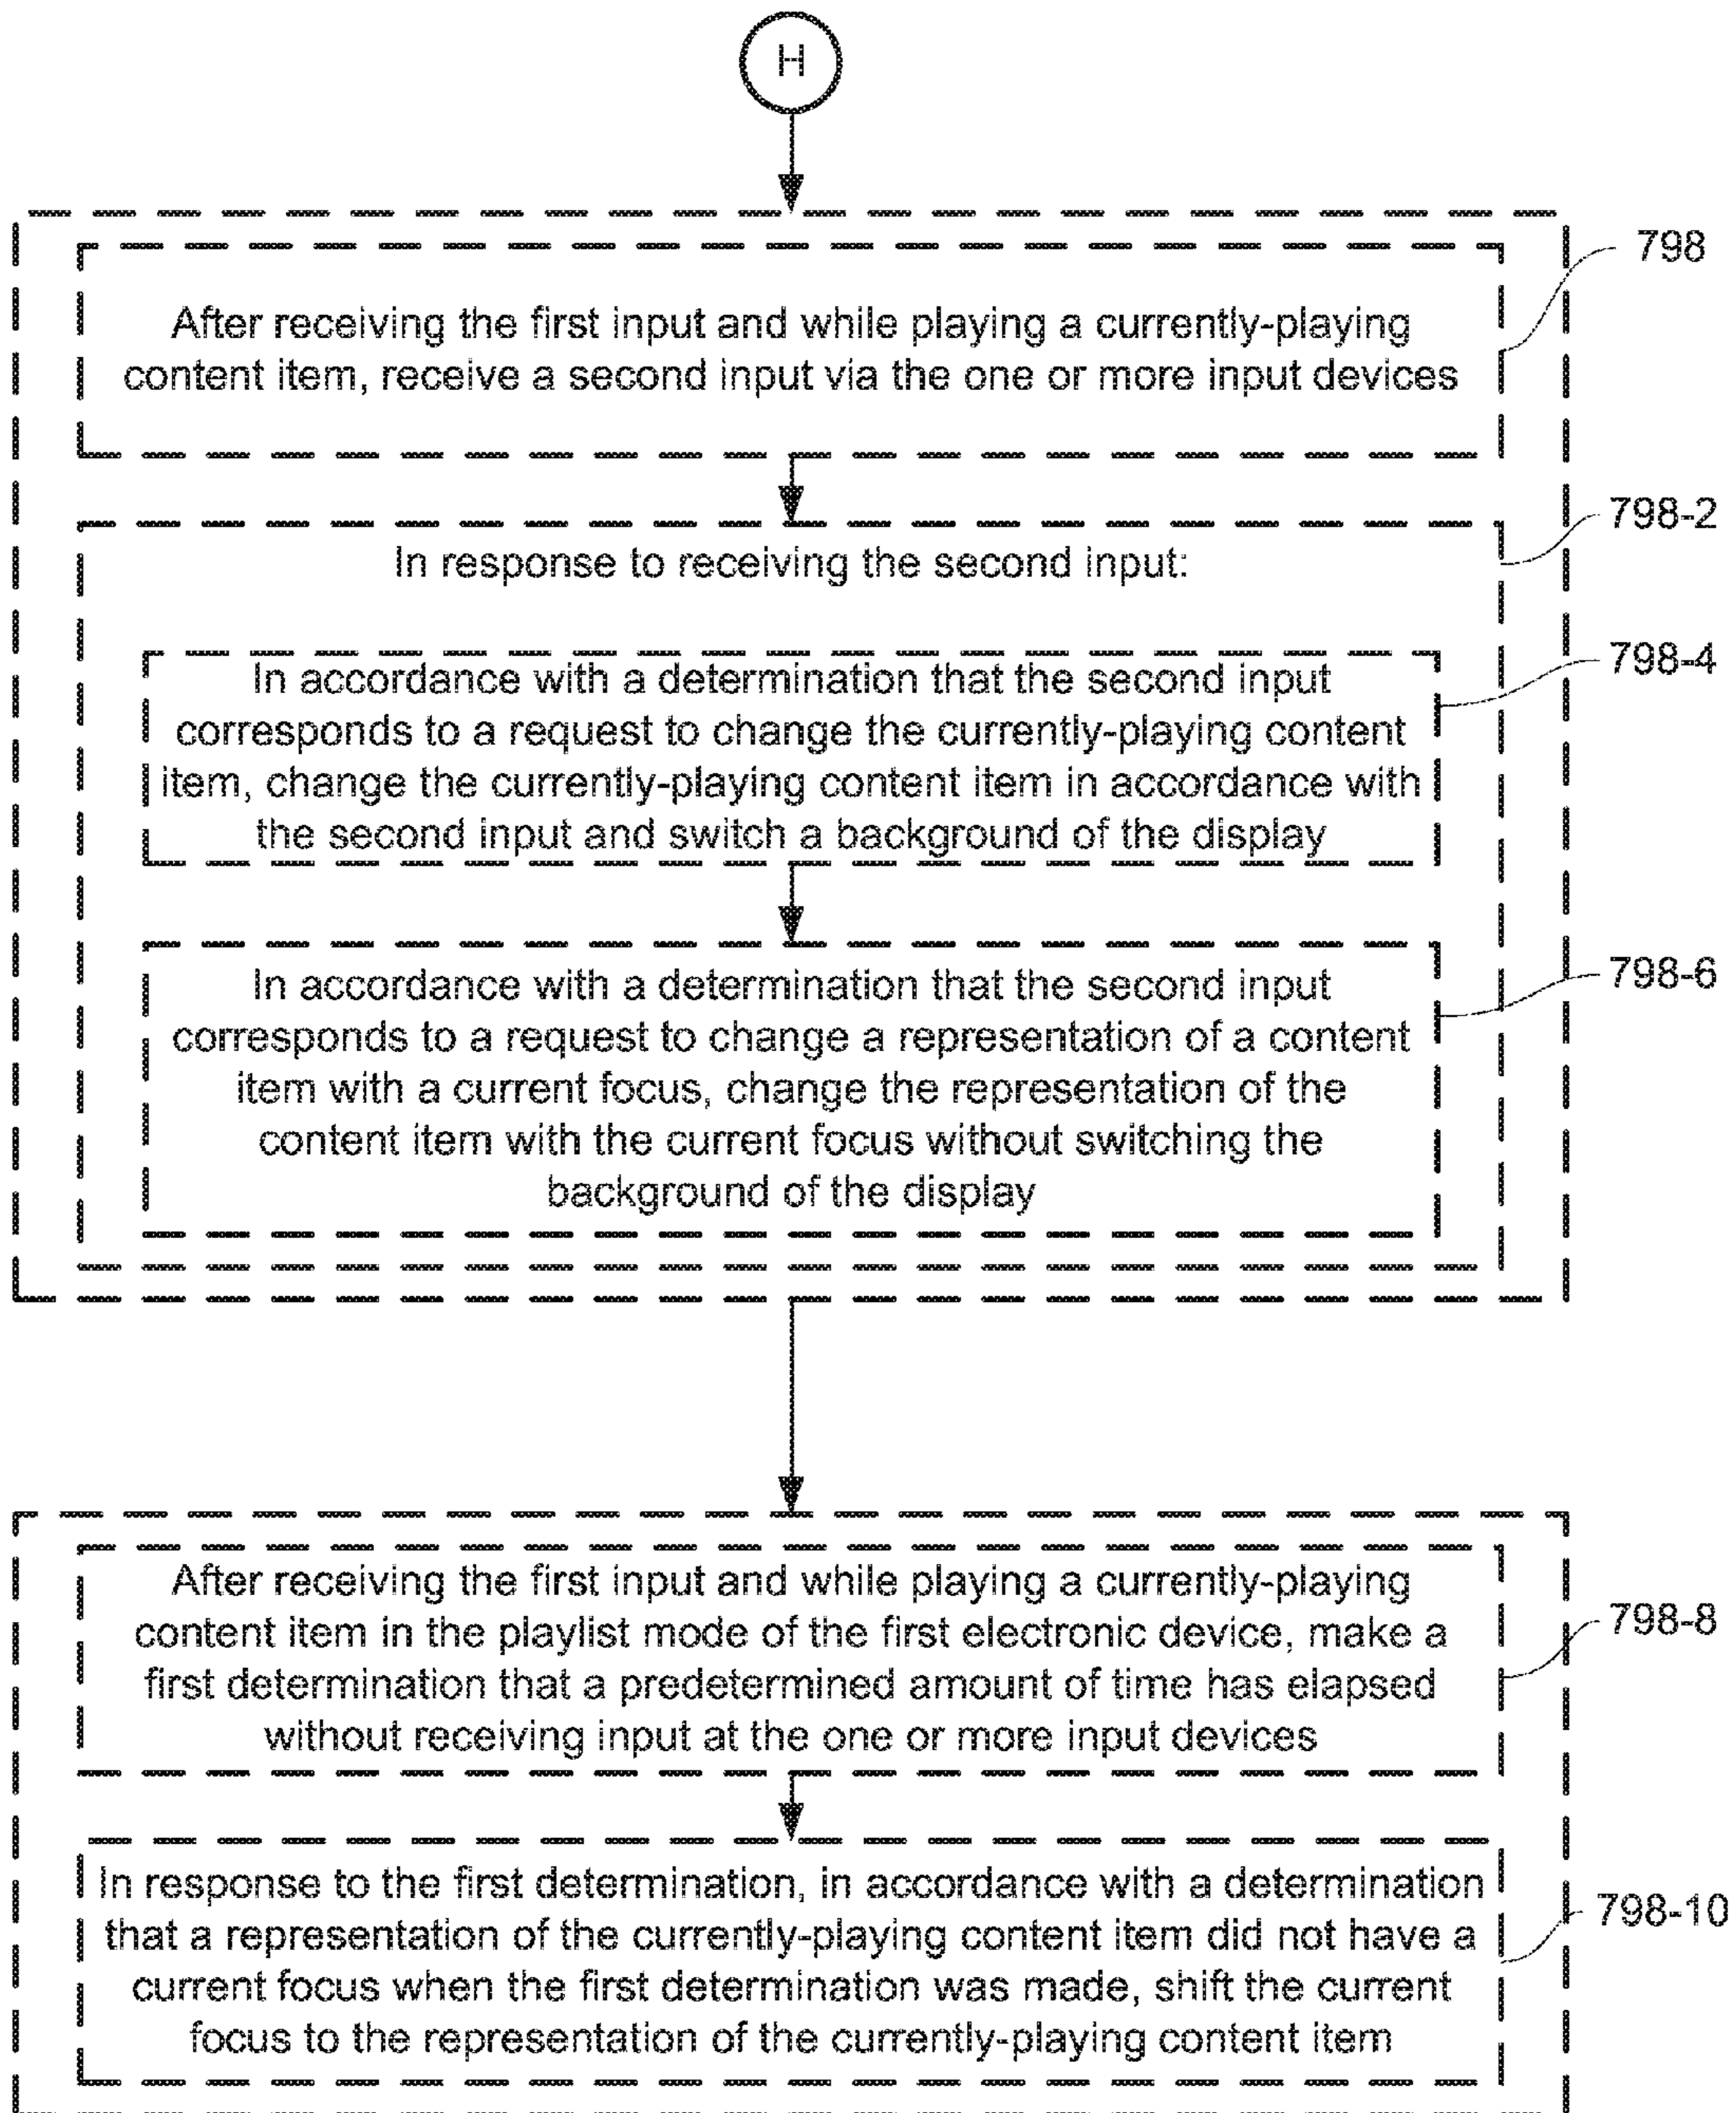 H
798
After receiving the first input and while playing a currently-playing
content item, receive a second input via the one or more input devices
798-2
In response to receiving the second input:
798-4
In accordance with a determination that the second input
corresponds to a request to change the currently-playing content
item, change the currently-playing content item in accordance with
the second input and switch a background of the display
798-6
In accordance with a determination that the second input
corresponds to a request to change a representation of a content
item with a current focus, change the representation of the
content item with the current focus without switching the
background of the display
798-8
After receiving the first input and while playing a currently-playing
content item in the playlist mode of the first electronic device, make a
first determination that a predetermined amount of time has elapsed
without receiving input at the one or more input devices
798-10
In response to the first determination, in accordance with a determination
that a representation of the currently-playing content item did not have a
current focus when the first determination was made, shift the current
focus to the representation of the currently-playing content item